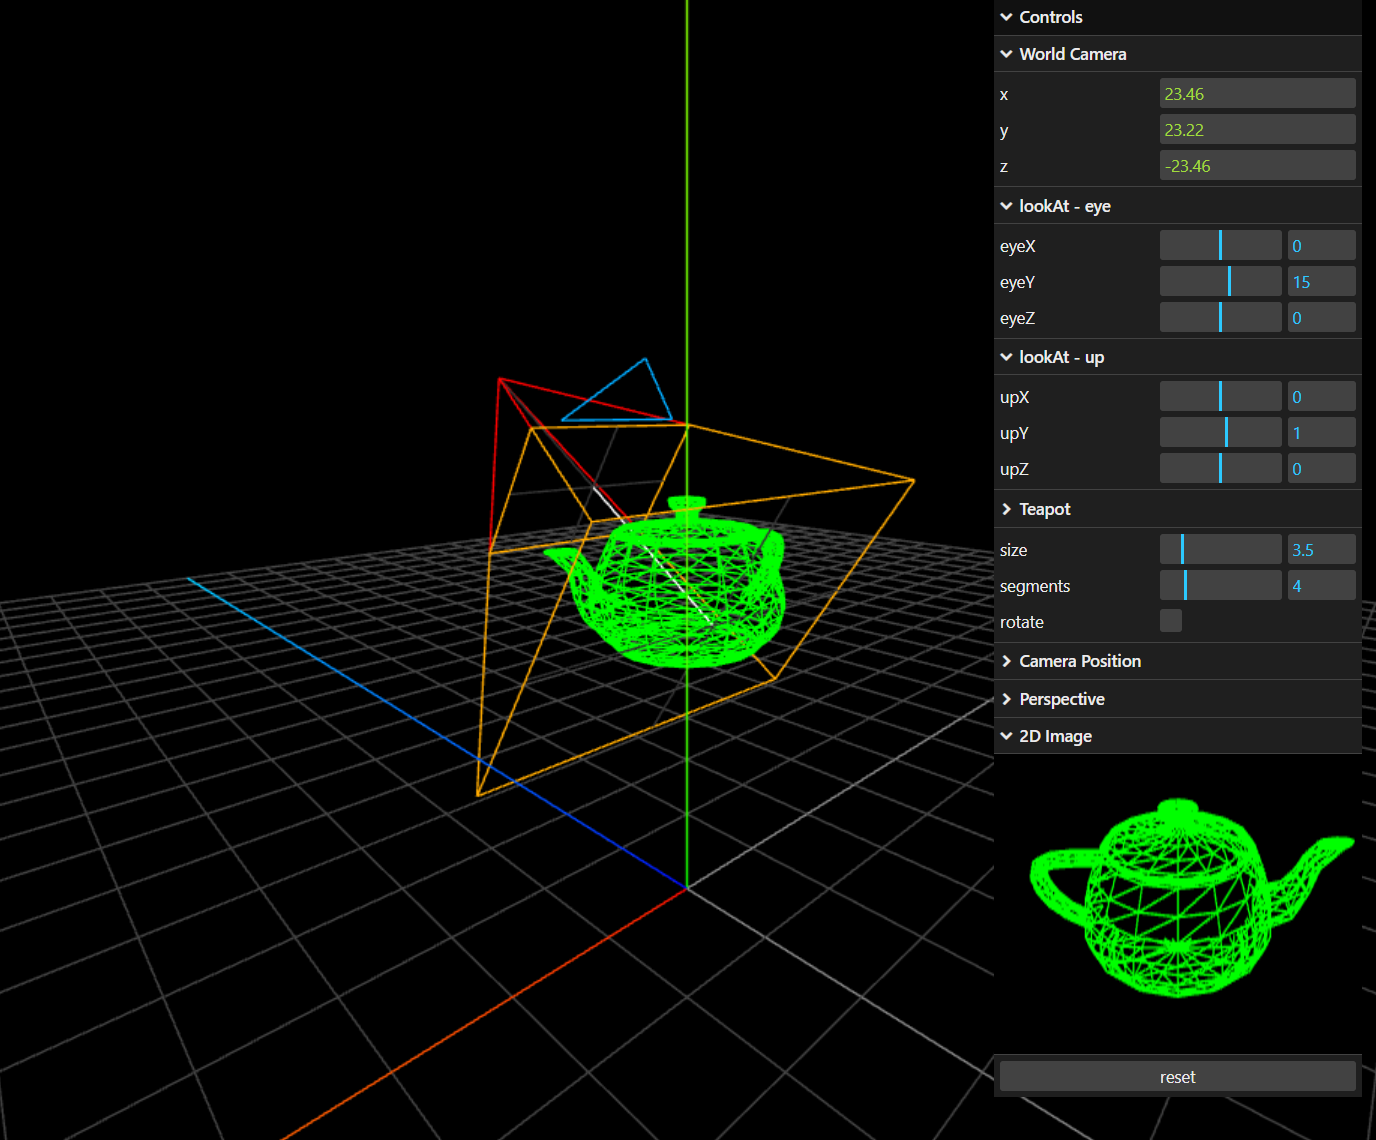 Controls
World Camera
x 23.46
y 23.22
z -23.46
lookAt - eye
eyeX 0
eyeY 15
eyeZ 0
lookAt - up
upX 0
upY 1
upZ 0
Teapot
size 3.5
segments 4
rotate
Camera Position
Perspective
2D Image
reset